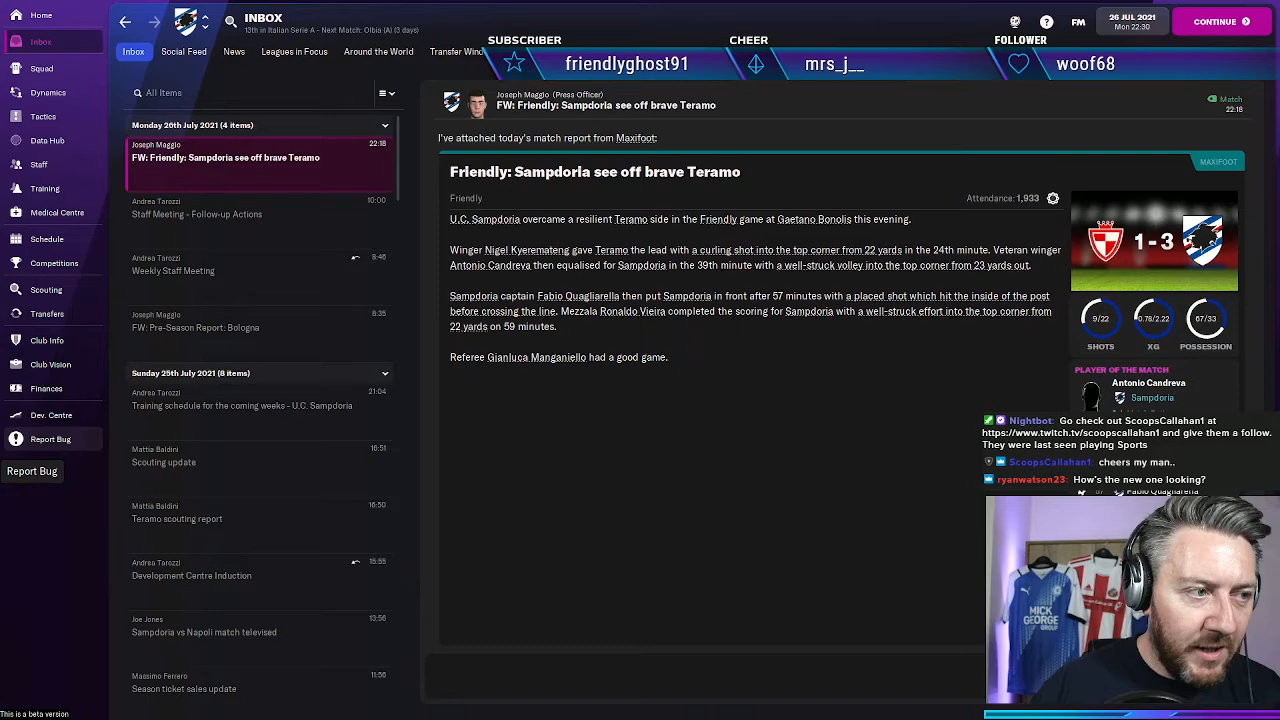 Home
Inbox
Squad
Dynamics
Tactics
Data Hub
Staff
Training
Medical Centre
Schedule
Competitions
Scouting
Transfers
Club Info
Club Vision
Finances
Dev. Centre
Report Bug
Report Bug
This is a beta version
INBOX
13th in Italian Serie A - Next Match: Olbia (A) (3 days)
FM
26 JUL 2021
Mon 22:30
CONTINUE
Inbox
Social Feed
News
Leagues in Focus
Around the World
Transfer Wind
SUBSCRIBER
friendlyghost91
CHEER
mrs_j__
FOLLOWER
woof68
All Items
Monday 26th July 2021 (4 items)
Joseph Maggio
22:18
FW: Friendly: Sampdoria see off brave Teramo
Andrea Tarozzi
10:00
Staff Meeting - Follow-up Actions
Andrea Tarozzi
8:46
Weekly Staff Meeting
Joseph Maggio
8:35
FW: Pre-Season Report: Bologna
Sunday 25th July 2021 (8 items)
Andrea Tarozzi
21:04
Training schedule for the coming weeks - U.C. Sampdoria
Mattia Baldini
16:51
Scouting update
Mattia Baldini
16:50
Teramo scouting report
Andrea Tarozzi
15:55
Development Centre Induction
Joe Jones
13:56
Sampdoria vs Napoli match televised
Massimo Ferrero
11:56
Season ticket sales update
Joseph Maggio (Press Officer)
FW: Friendly: Sampdoria see off brave Teramo
Match
22:18
I've attached today's match report from Maxifoot:
MAXIFOOT
Friendly: Sampdoria see off brave Teramo
Friendly
Attendance: 1,933
U.C. Sampdoria overcame a resilient Teramo side in the Friendly game at Gaetano Bonolis this evening.
Winger Nigel Kyeremateng gave Teramo the lead with a curling shot into the top corner from 22 yards in the 24th minute. Veteran winger
Antonio Candreva then equalised for Sampdoria in the 39th minute with a well-struck volley into the top corner from 23 yards out.
Sampdoria captain Fabio Quagliarella then put Sampdoria in front after 57 minutes with a placed shot which hit the inside of the post
before crossing the line. Mezzala Ronaldo Vieira completed the scoring for Sampdoria with a well-struck effort into the top corner from
22 yards on 59 minutes.
Referee Gianluca Manganiello had a good game.
1-3
9/22
0.78/2.22
67/33
SHOTS
XG
POSSESSION
PLAYER OF THE MATCH
Antonio Candreva
Sampdoria
Nightbot: Go check out ScoopsCallahan1 at
https://www.twitch.tv/scoopscallahan1 and give them a follow.
They were last seen playing Sports
ScoopsCallahan1: cheers my man..
ryanwatson23: How's the new one looking?
Fabio Quagliarella
MICK
GEORGE
GROUP